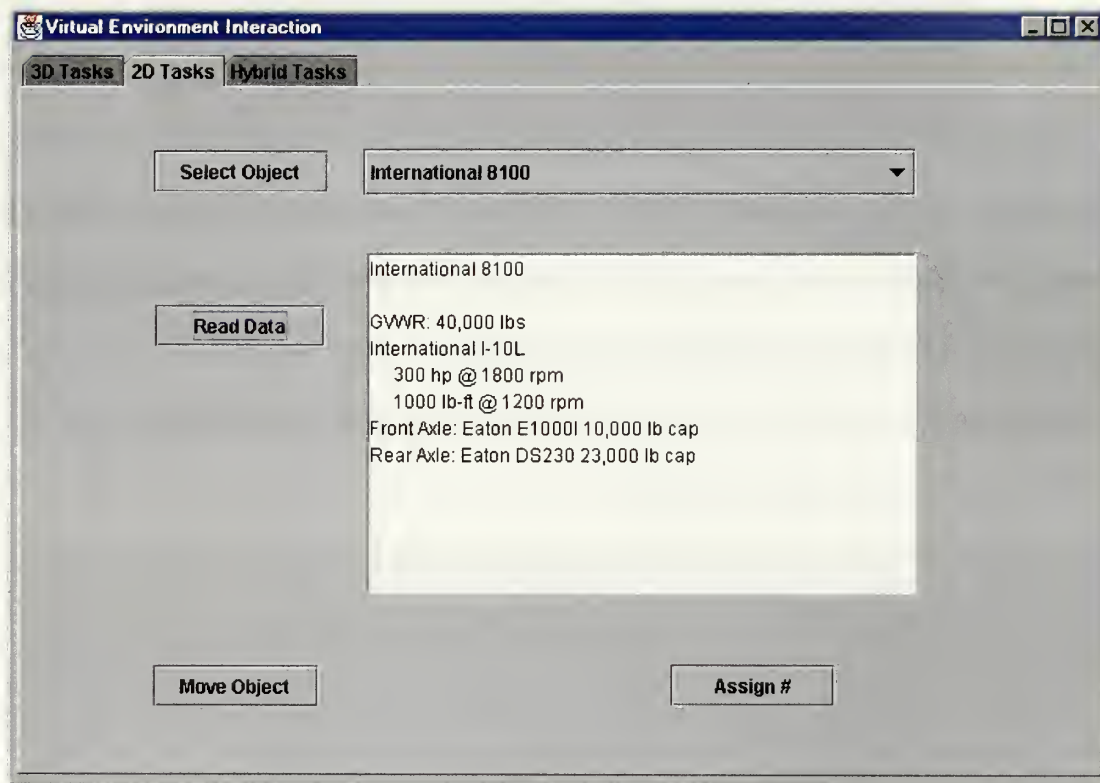 Virtual Environment Interaction
3D Tasks 2D Tasks Hybrid Tasks
Select Object International 8100
International 8100
Read Data
GVWR: 40,000 lbs
International I-10L
300 hp @ 1800 rpm
1000 lb-ft @ 1200 rpm
Front Axle: Eaton E1000I 10,000 lb cap
Rear Axle: Eaton DS230 23,000 lb cap
Move Object Assign #